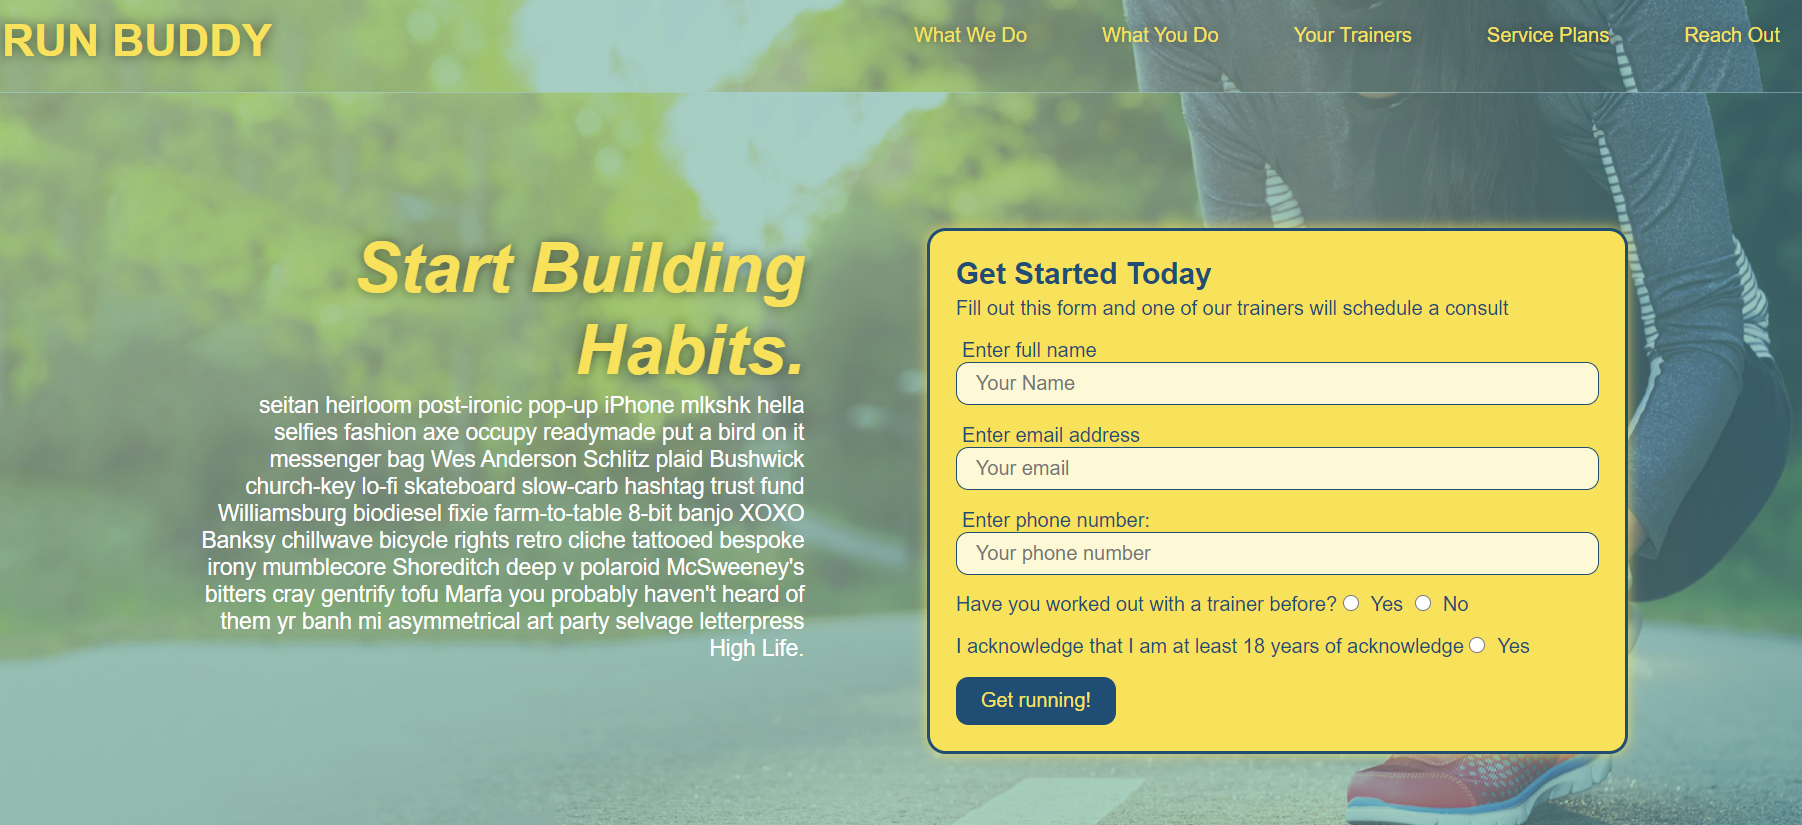 RUN BUDDY
What We Do
What You Do
Your Trainers
Service Plans
Reach Out
Start Building
Habits.
seitan heirloom post-ironic pop-up iPhone mlkshk hella
selfies fashion axe occupy readymade put a bird on it
messenger bag Wes Anderson Schlitz plaid Bushwick
church-key lo-fi skateboard slow-carb hashtag trust fund
Williamsburg biodiesel fixie farm-to-table 8-bit banjo XOXO
Banksy chillwave bicycle rights retro cliche tattooed bespoke
irony mumblecore Shoreditch deep v polaroid McSweeney's
bitters cray gentrify tofu Marfa you probably haven't heard of
them yr banh mi asymmetrical art party selvage letterpress
High Life.
Get Started Today
Fill out this form and one of our trainers will schedule a consult
Enter full name
Your Name
Enter email address
Your email
Enter phone number:
Your phone number
Have you worked out with a trainer before? Yes No
I acknowledge that I am at least 18 years of acknowledge Yes
Get running!